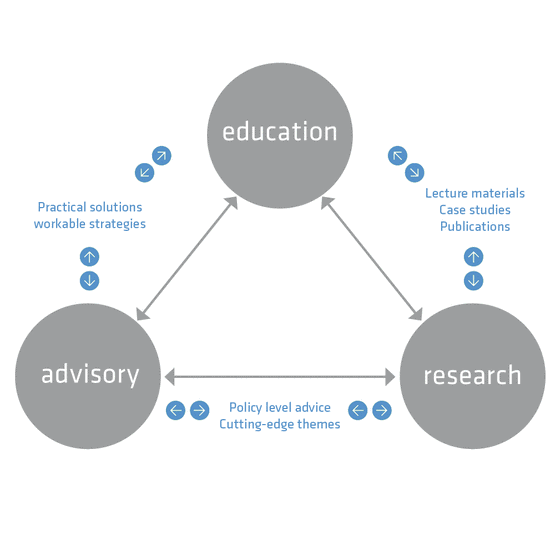 education
Practical solutions
workable strategies
Lecture materials
Case studies
Publications
advisory
research
Policy level advice
Cutting-edge themes